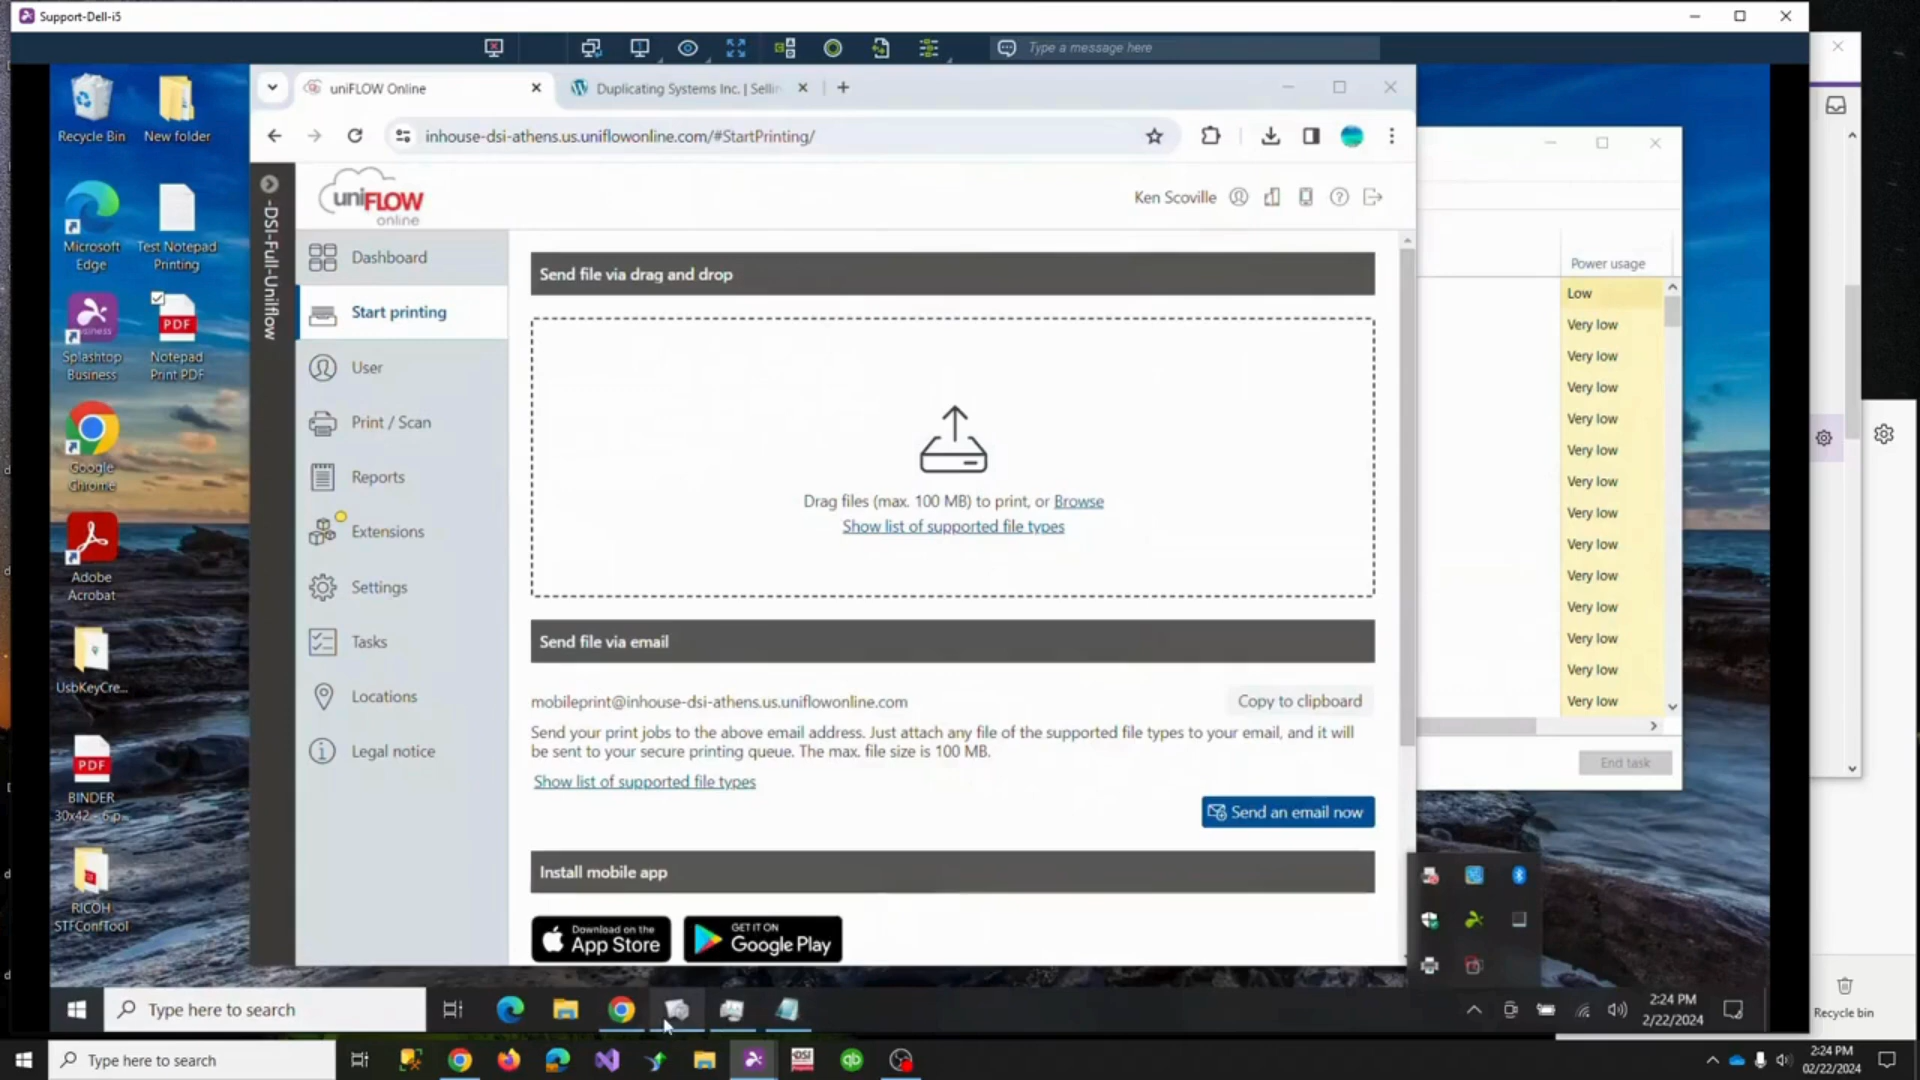 Support-Dell-i5
Type a message here
uniFLOW Online
Duplicating Systems Inc. | Sellin
inhouse-dsi-athens.us.uniflowonline.com/#StartPrinting/
Recycle Bin
New folder
Microsoft Edge
Test Notepad Printing
Splashtop Business
Notepad Print PDF
Google Chrome
Adobe Acrobat
UsbKeyCre...
PDF
BINDER
30x42 - 6 p...
RICOH
STFConfTool
-DSI-Full-Uniflow
uniFLOW
online
Ken Scoville
Dashboard
Start printing
User
Print / Scan
Reports
Extensions
Settings
Tasks
Locations
Legal notice
Send file via drag and drop
Drag files (max. 100 MB) to print, or Browse
Show list of supported file types
Send file via email
mobileprint@inhouse-dsi-athens.us.uniflowonline.com
Copy to clipboard
Send your print jobs to the above email address. Just attach any file of the supported file types to your email, and it will
be sent to your secure printing queue. The max. file size is 100 MB.
Show list of supported file types
Send an email now
Install mobile app
Download on the
App Store
GET IT ON
Google Play
Power usage
Low
Very low
Very low
Very low
Very low
Very low
Very low
Very low
Very low
Very low
Very low
Very low
Very low
Very low
End task
Type here to search
2:24 PM
2/22/2024
Recycle bin
Type here to search
DSI
qb
2:24 PM
02/22/2024